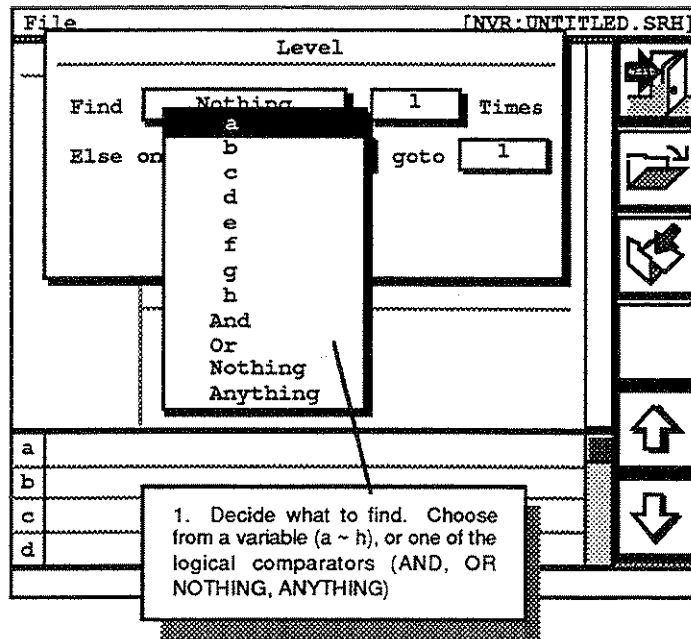 File [NVR:UNTITLED.SRH]
Level
Find Nothing 1 Times
a
Else on goto 1
b
c
d
e
f
g
h
And
Or
Nothing
Anything
a
b
c
d
1. Decide what to find. Choose
from a variable (a ~ h), or one of the
logical comparators (AND, OR
NOTHING, ANYTHING)